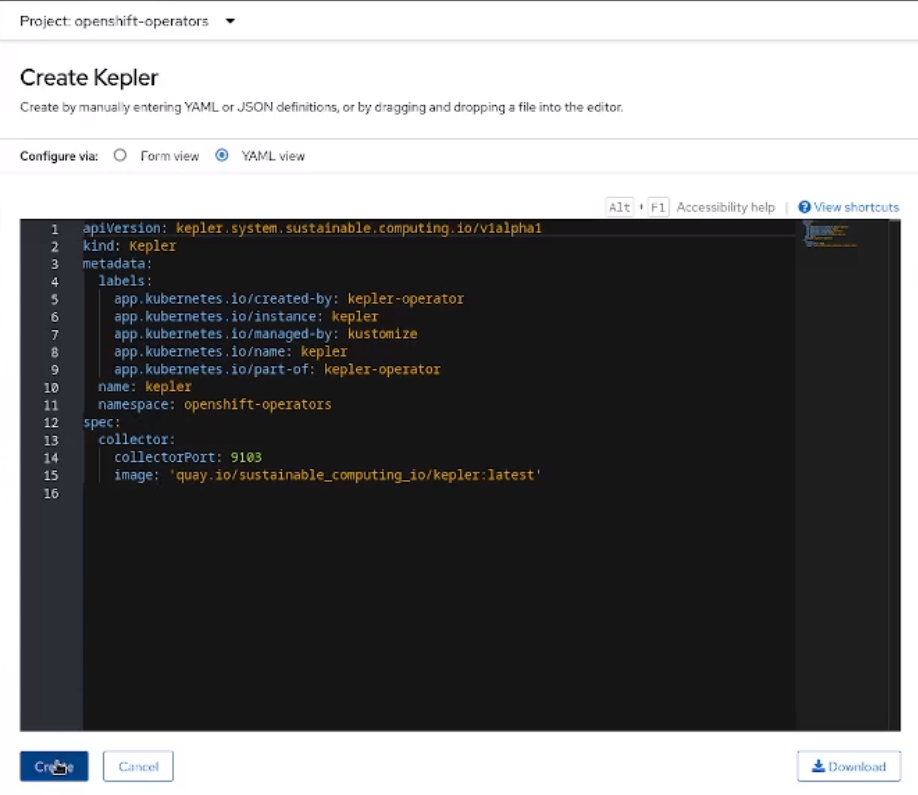 Project: openshift-operators
Create Kepler
Create by manually entering YAML or JSON definitions, or by dragging and dropping a file into the editor.
Configure via: Form view YAML view
Alt + F1 Accessibility help | View shortcuts
1 apiVersion: kepler.system.sustainable.computing.io/v1alpha1
2 kind: Kepler
3 metadata:
4 labels:
5 app.kubernetes.io/created-by: kepler-operator
6 app.kubernetes.io/instance: kepler
7 app.kubernetes.io/managed-by: kustomize
8 app.kubernetes.io/name: kepler
9 app.kubernetes.io/part-of: kepler-operator
10 name: kepler
11 namespace: openshift-operators
12 spec:
13 collector:
14 collectorPort: 9103
15 image: 'quay.io/sustainable_computing_io/kepler:latest'
16
Create Cancel Download